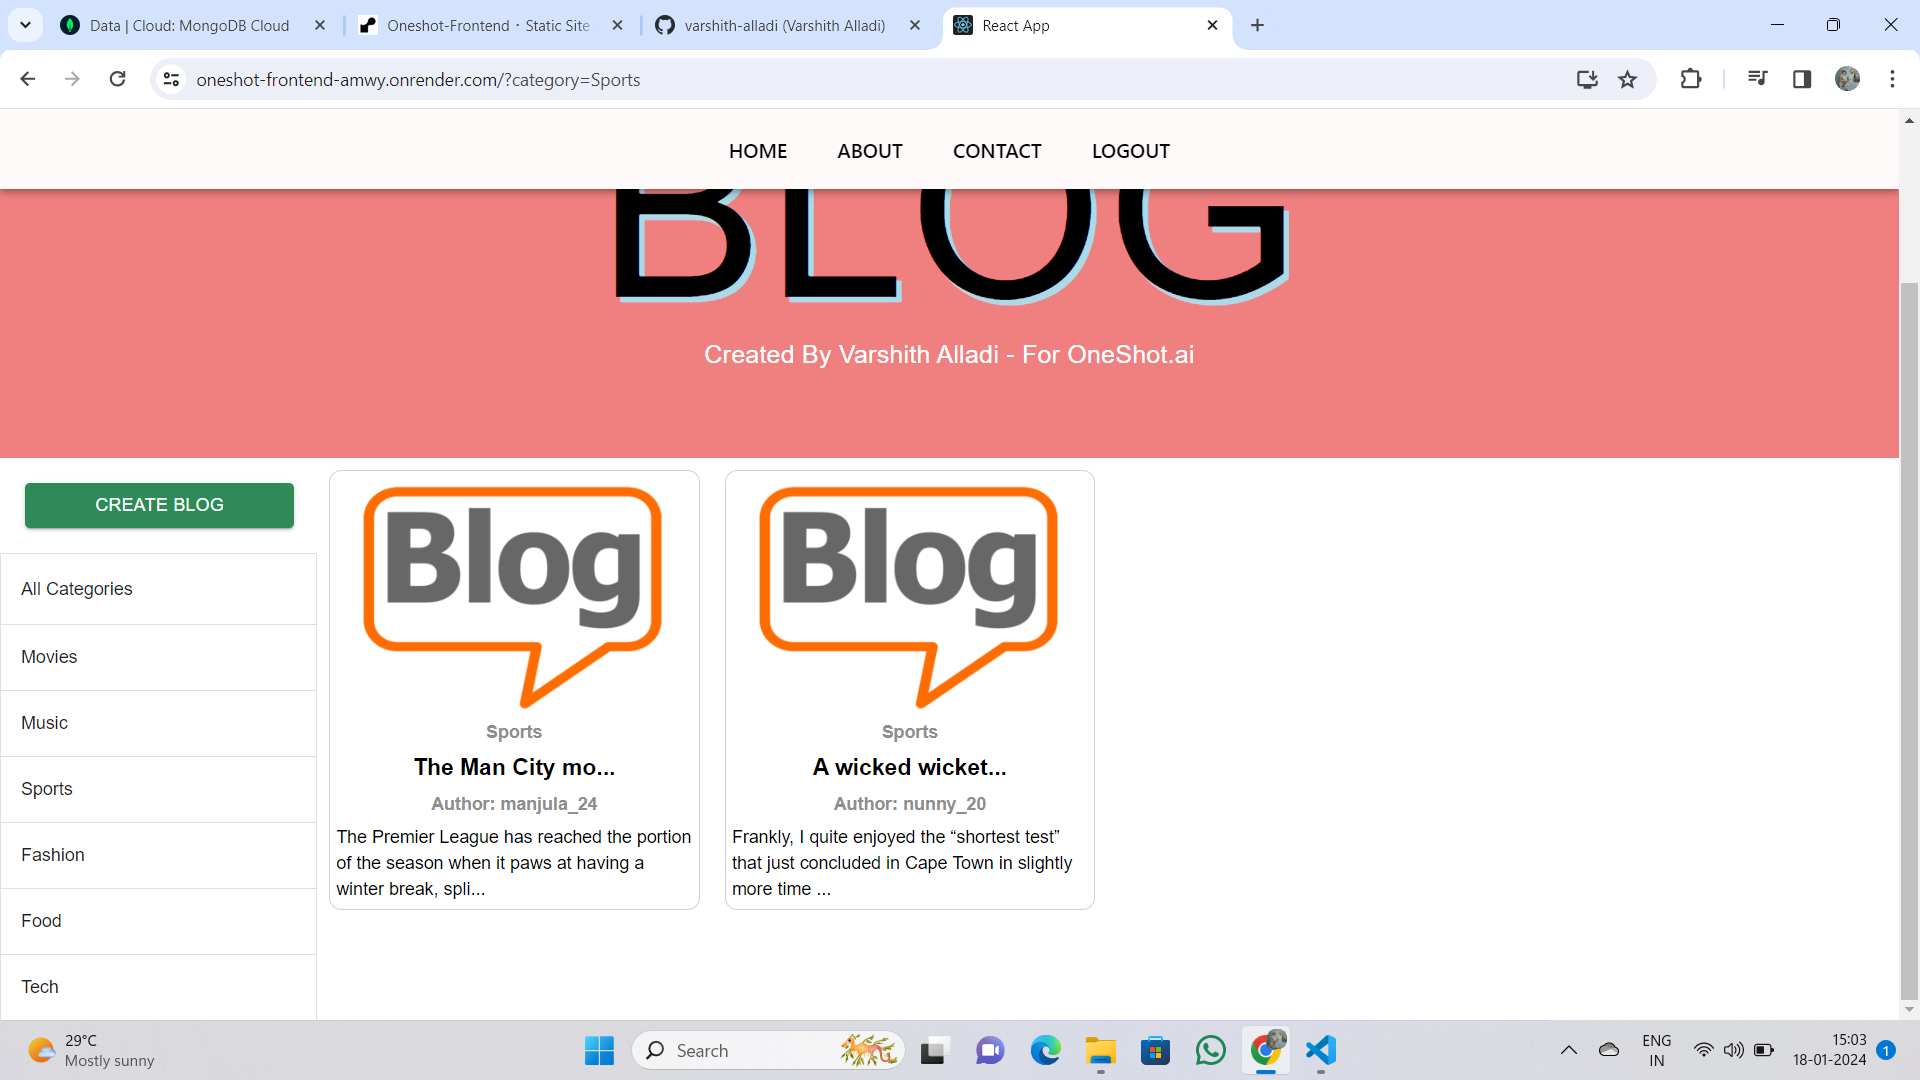 Data | Cloud: MongoDB Cloud
Oneshot-Frontend · Static Site
varshith-alladi (Varshith Alladi)
React App
oneshot-frontend-amwy.onrender.com/?category=Sports
HOME
ABOUT
CONTACT
LOGOUT
BLOG
Created By Varshith Alladi - For OneShot.ai
CREATE BLOG
All Categories
Movies
Music
Sports
Fashion
Food
Tech
Blog
Sports
The Man City mo...
Author: manjula_24
The Premier League has reached the portion
of the season when it paws at having a
winter break, spli...
Blog
Sports
A wicked wicket...
Author: nunny_20
Frankly, I quite enjoyed the “shortest test”
that just concluded in Cape Town in slightly
more time ...
29°C
Mostly sunny
Search
ENG
IN
15:03
18-01-2024
1